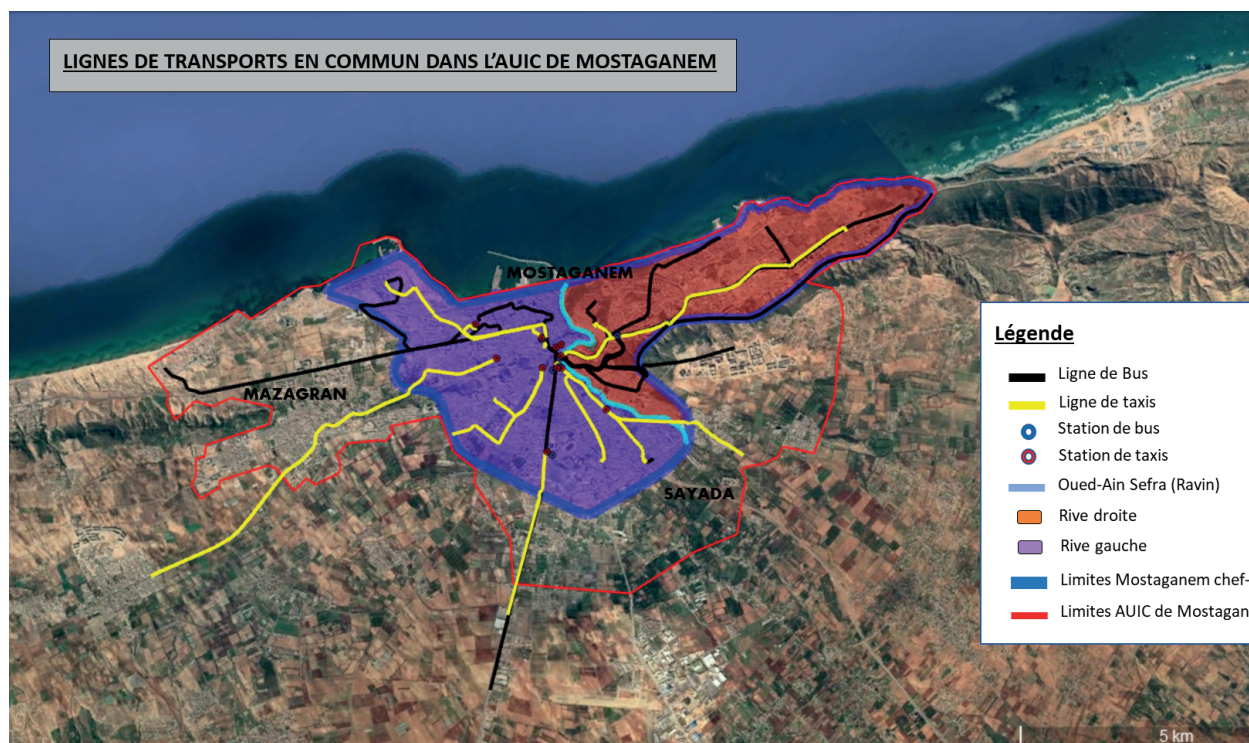 LIGNES DE TRANSPORTS EN COMMUN DANS L'AUIC DE MOSTAGANEM
MOSTAGANEM
MAZAGRAN
SAYADA
Légende
Ligne de Bus
Ligne de taxis
Station de bus
Station de taxis
Oued-Ain Sefra (Ravin)
Rive droite
Rive gauche
Limites Mostaganem chef-
Limites AUIC de Mostagan
5 km